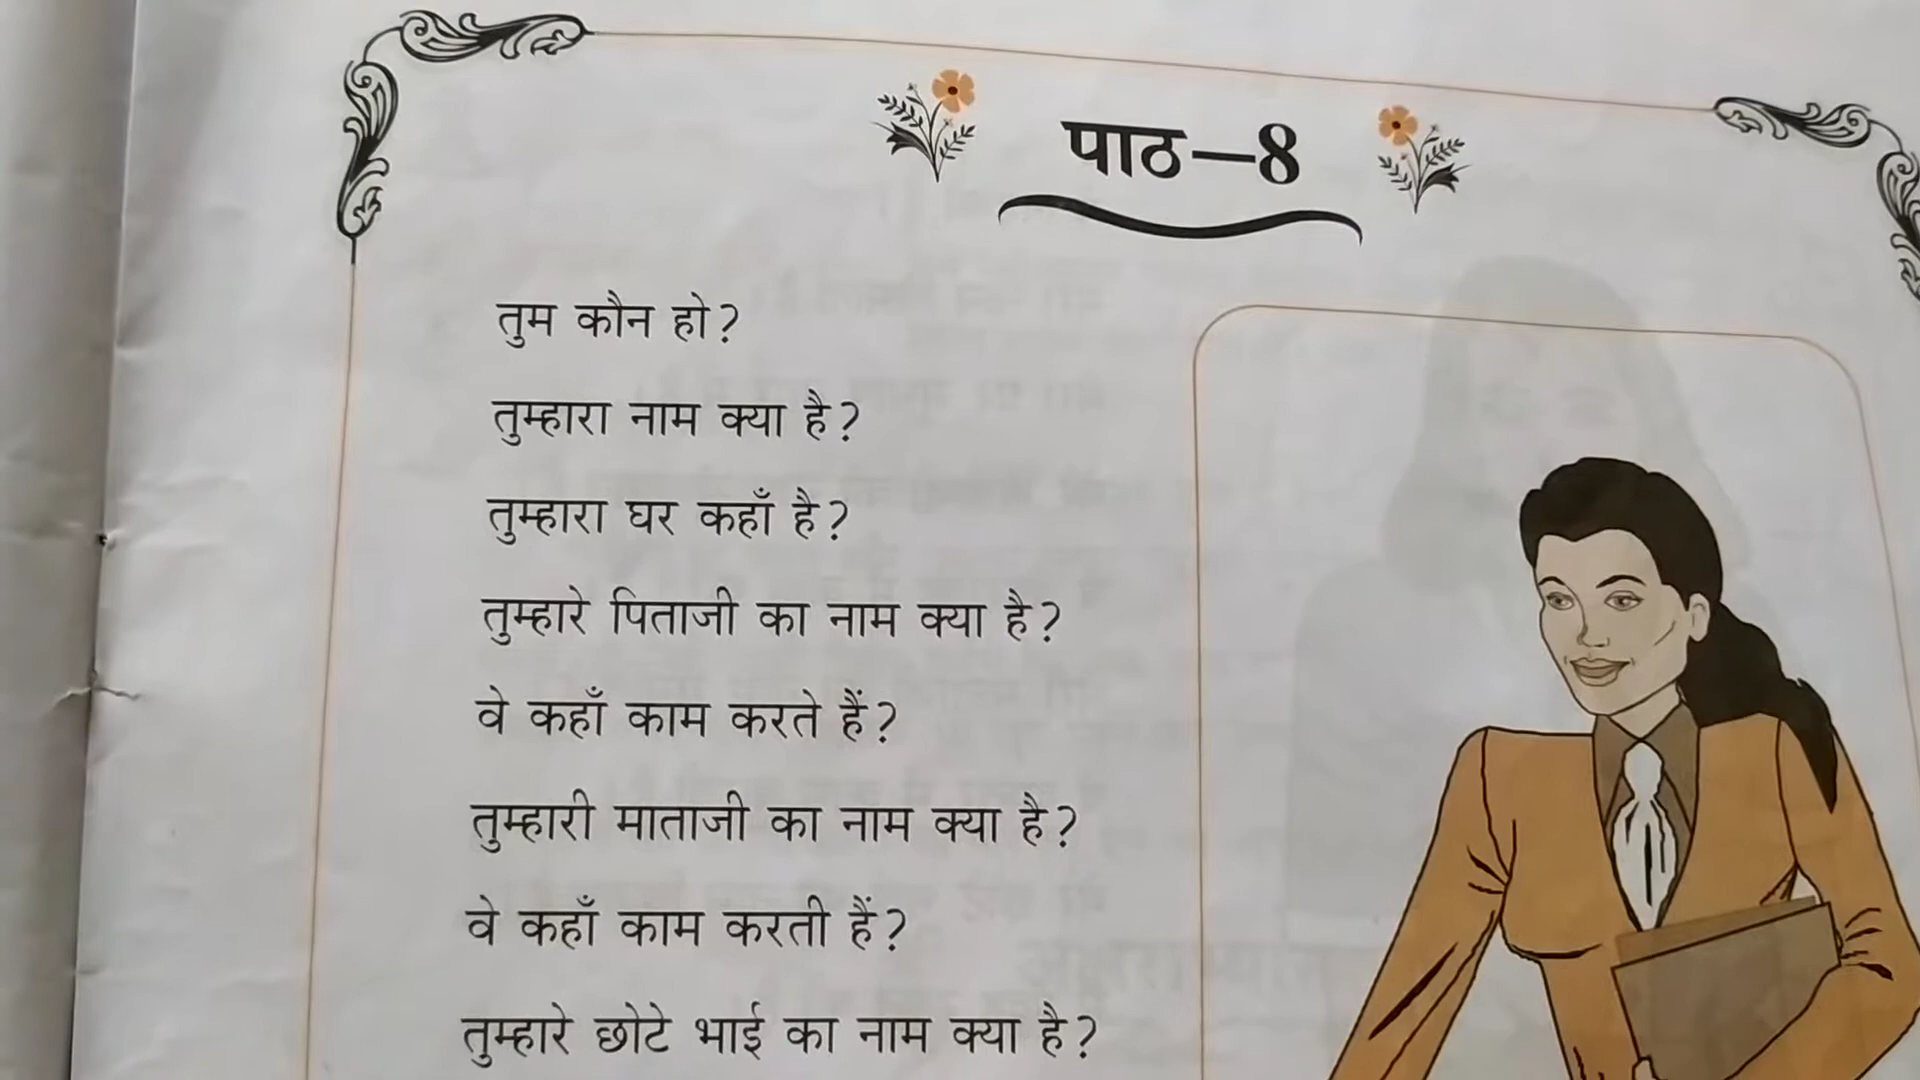 पाठ—8
तुम कौन हो?
तुम्हारा नाम क्या है?
तुम्हारा घर कहाँ है?
तुम्हारे पिताजी का नाम क्या है?
वे कहाँ काम करते हैं?
तुम्हारी माताजी का नाम क्या है?
वे कहाँ काम करती हैं?
तुम्हारे छोटे भाई का नाम क्या है?